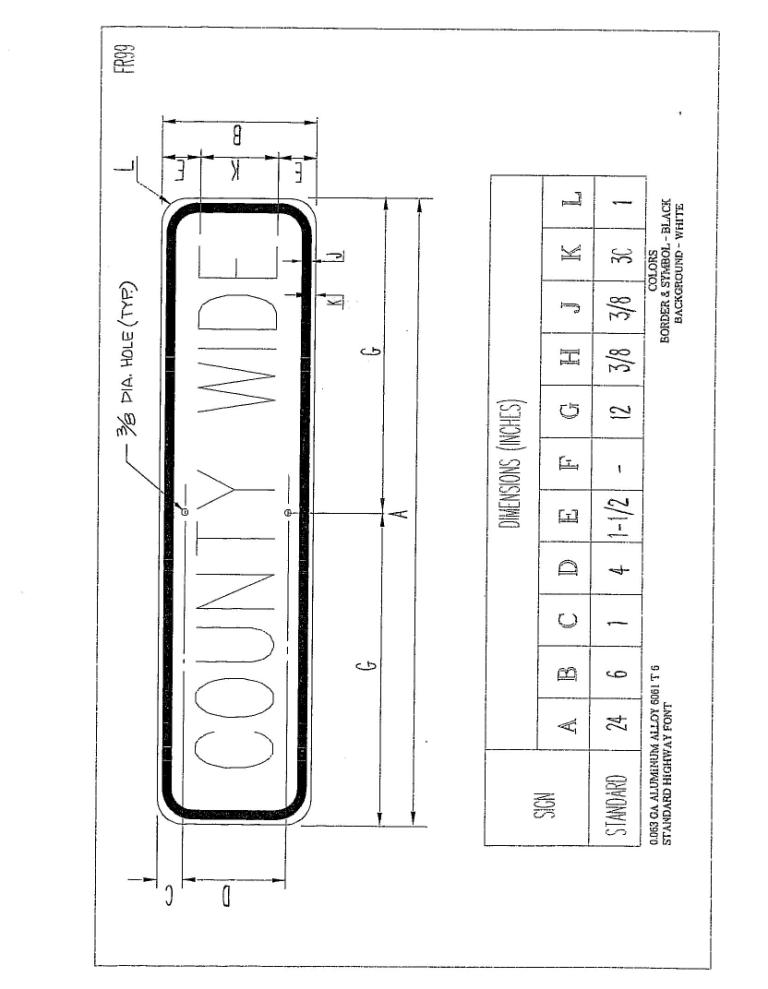 FR99
L
3/8 DIA. HOLE (TYP.)
COUNTY WIDE
C
D
E
K
E
B
K
J
G
G
A
DIMENSIONS (INCHES)
SIGN
A B C D E F G H J K L
STANDARD 24 6 1 4 1-1/2 - 12 3/8 3/8 3C 1
0.063 GA ALUMINUM ALLOY 6061 T 6
STANDARD HIGHWAY FONT
COLORS
BORDER & SYMBOL - BLACK
BACKGROUND - WHITE